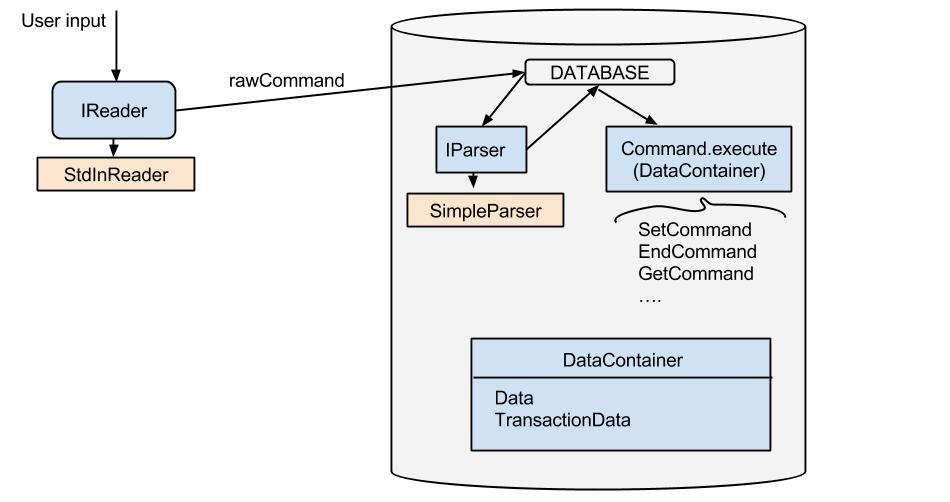 User input
IReader
StdInReader
rawCommand
DATABASE
IParser
SimpleParser
Command.execute
(DataContainer)
SetCommand
EndCommand
GetCommand
....
DataContainer
Data
TransactionData